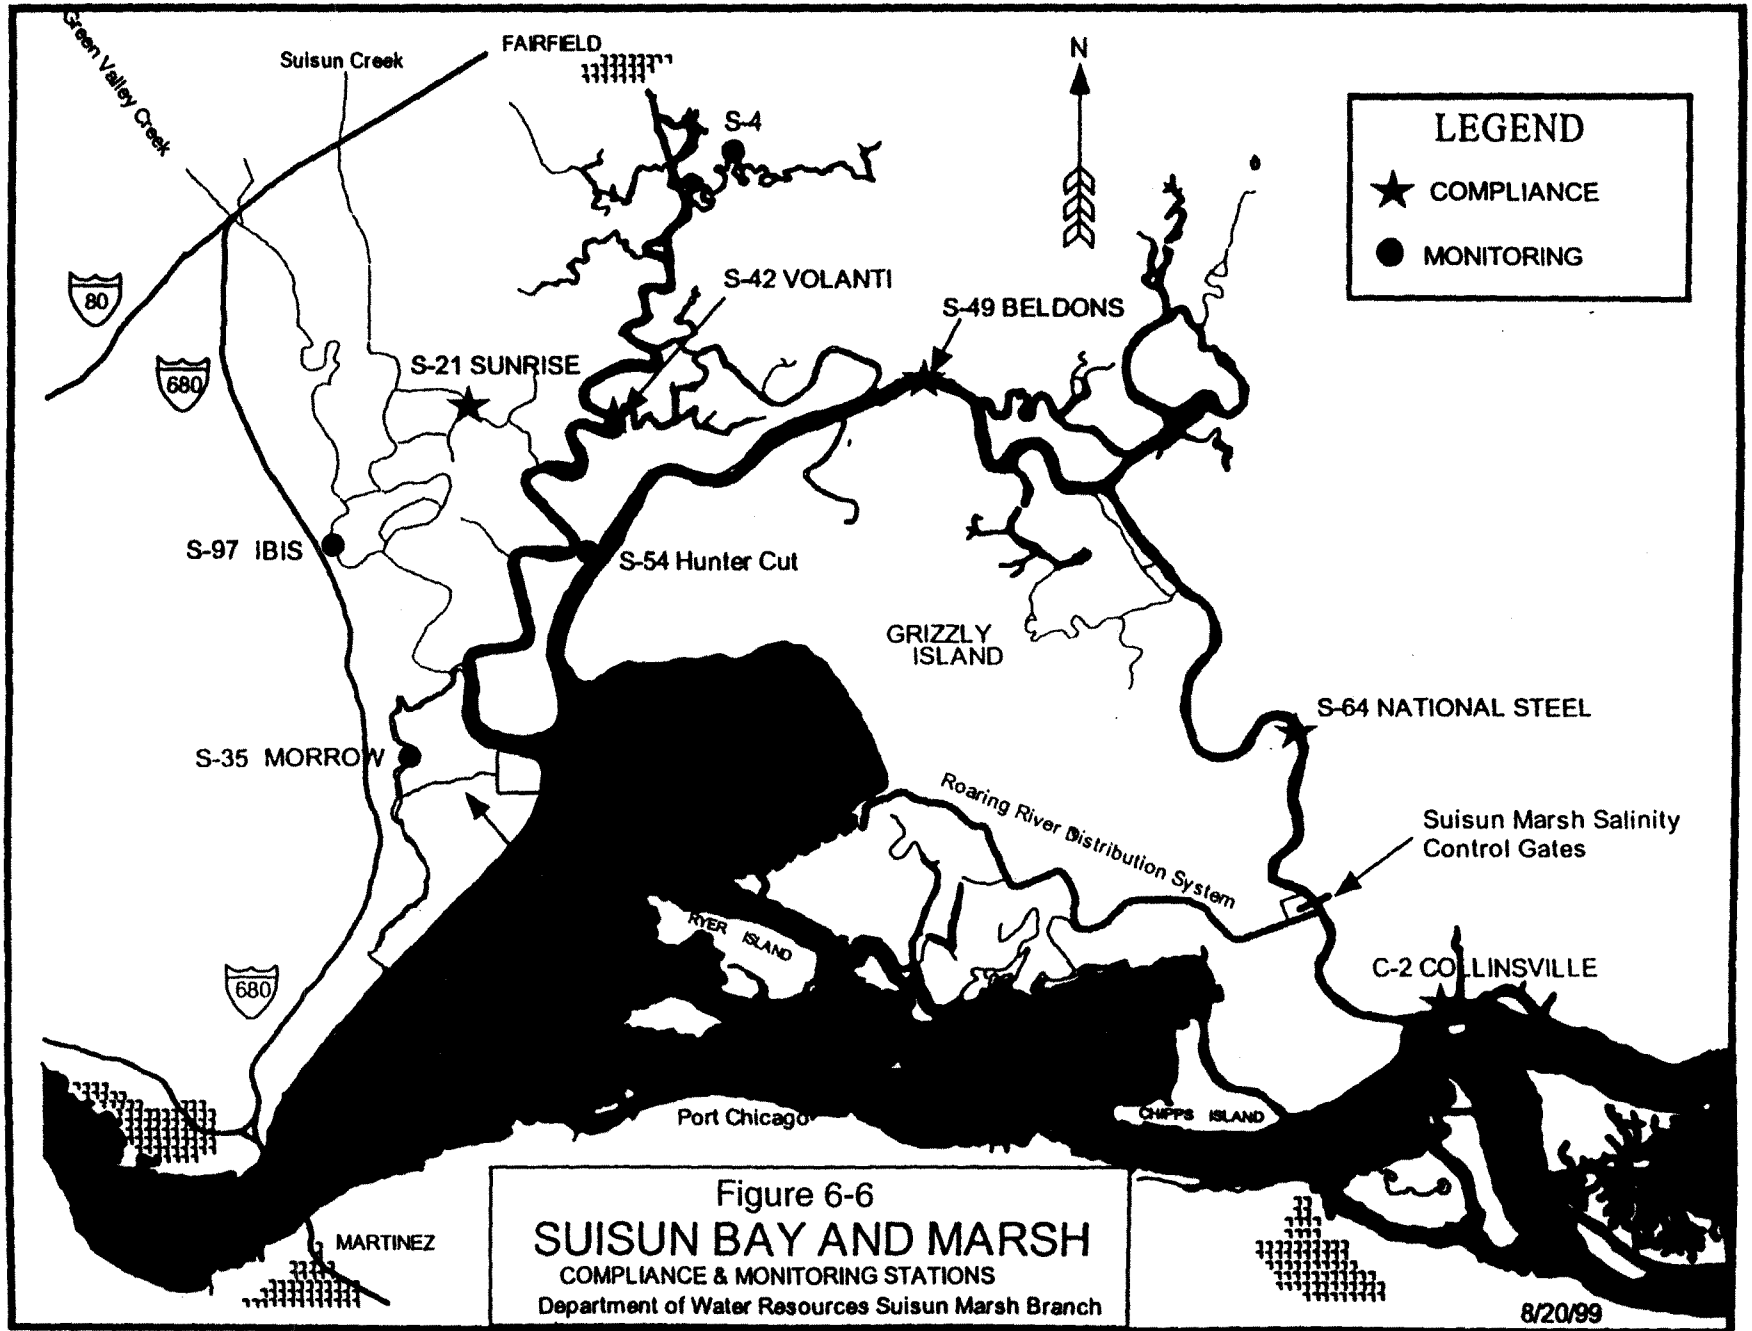 Green Valley Creek
Suisun Creek
FAIRFIELD
N
S-4
LEGEND
COMPLIANCE
MONITORING
80
S-42 VOLANTI
S-49 BELDONS
680
S-21 SUNRISE
S-97 IBIS
S-54 Hunter Cut
GRIZZLY
ISLAND
S-64 NATIONAL STEEL
S-35 MORROW
Roaring River Distribution System
Suisun Marsh Salinity
Control Gates
RYER ISLAND
C-2 COLLINSVILLE
680
Port Chicago
CHIPPS ISLAND
MARTINEZ
Figure 6-6
SUISUN BAY AND MARSH
COMPLIANCE & MONITORING STATIONS
Department of Water Resources Suisun Marsh Branch
8/20/99